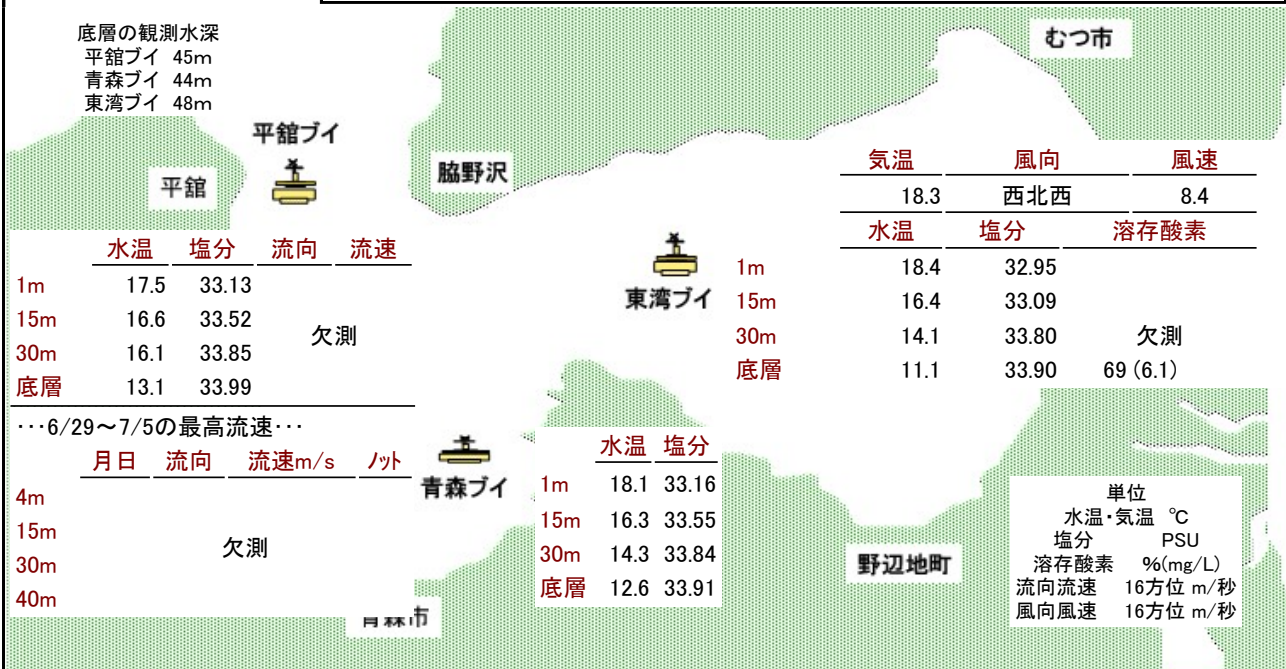 底層の観測水深
平舘ブイ 45m
青森ブイ 44m
東湾ブイ 48m
むつ市
平舘ブイ
平舘
脇野沢
気温 風向 風速
18.3 西北西 8.4
水温 塩分 溶存酸素
1m 18.4 32.95
15m 16.4 33.09
30m 14.1 33.80 欠測
底層 11.1 33.90 69 (6.1)
東湾ブイ
水温 塩分 流向 流速
1m 17.5 33.13
15m 16.6 33.52
欠測
30m 16.1 33.85
底層 13.1 33.99
･･･6/29～7/5の最高流速･･･
月日 流向 流速m/s ﾉｯﾄ
4m
15m
欠測
30m
40m
青森ブイ
水温 塩分
1m 18.1 33.16
15m 16.3 33.55
30m 14.3 33.84
底層 12.6 33.91
野辺地町
青森市
単位
水温・気温 ℃
塩分 PSU
溶存酸素 %(mg/L)
流向流速 16方位 m/秒
風向風速 16方位 m/秒